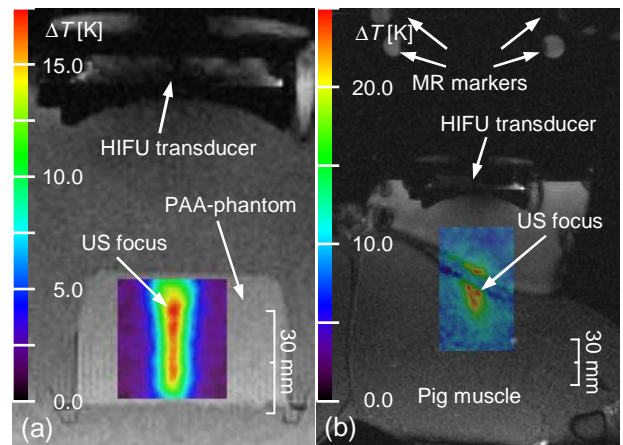 ΔT [K]
15.0
HIFU transducer
10.0
PAA-phantom
US focus
5.0
30 mm
0.0
(a)
ΔT [K]
20.0
MR markers
HIFU transducer
US focus
10.0
30 mm
0.0
Pig muscle
(b)